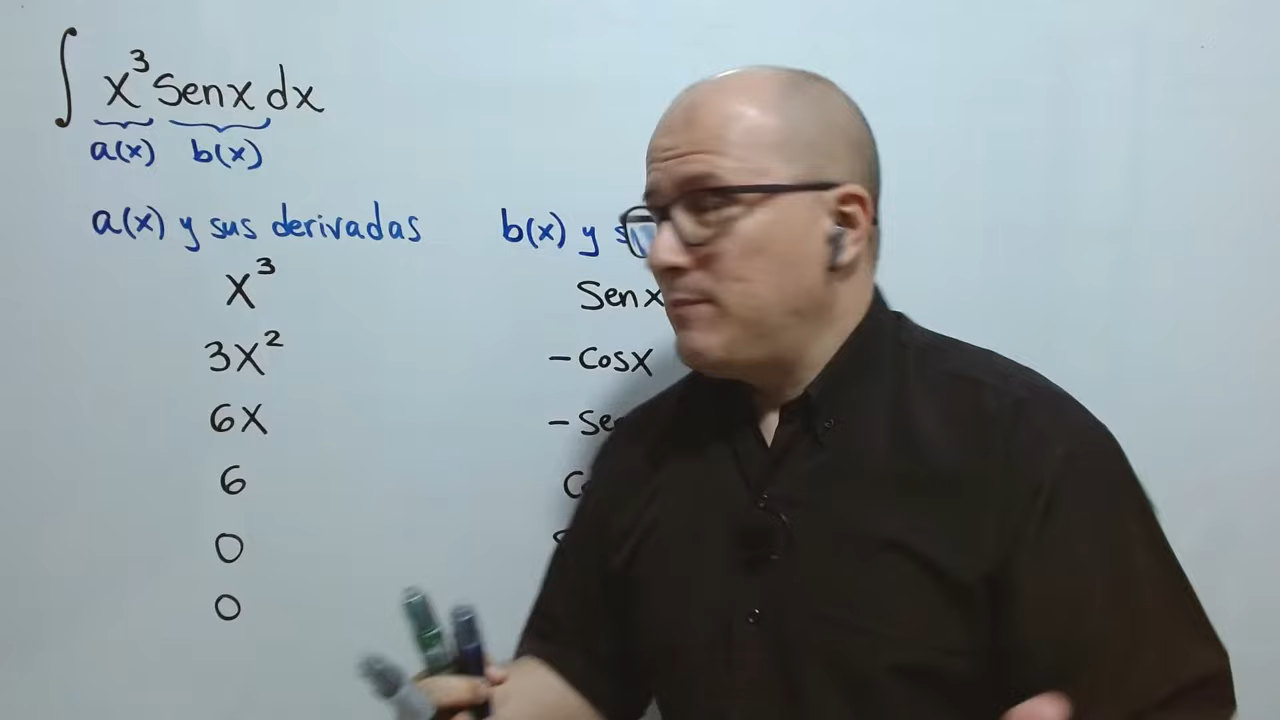 ∫ x³ Senx dx
a(x) b(x)
a(x) y sus derivadas b(x) y
x³ Senx
3x² -Cosx
6x
6
0
0